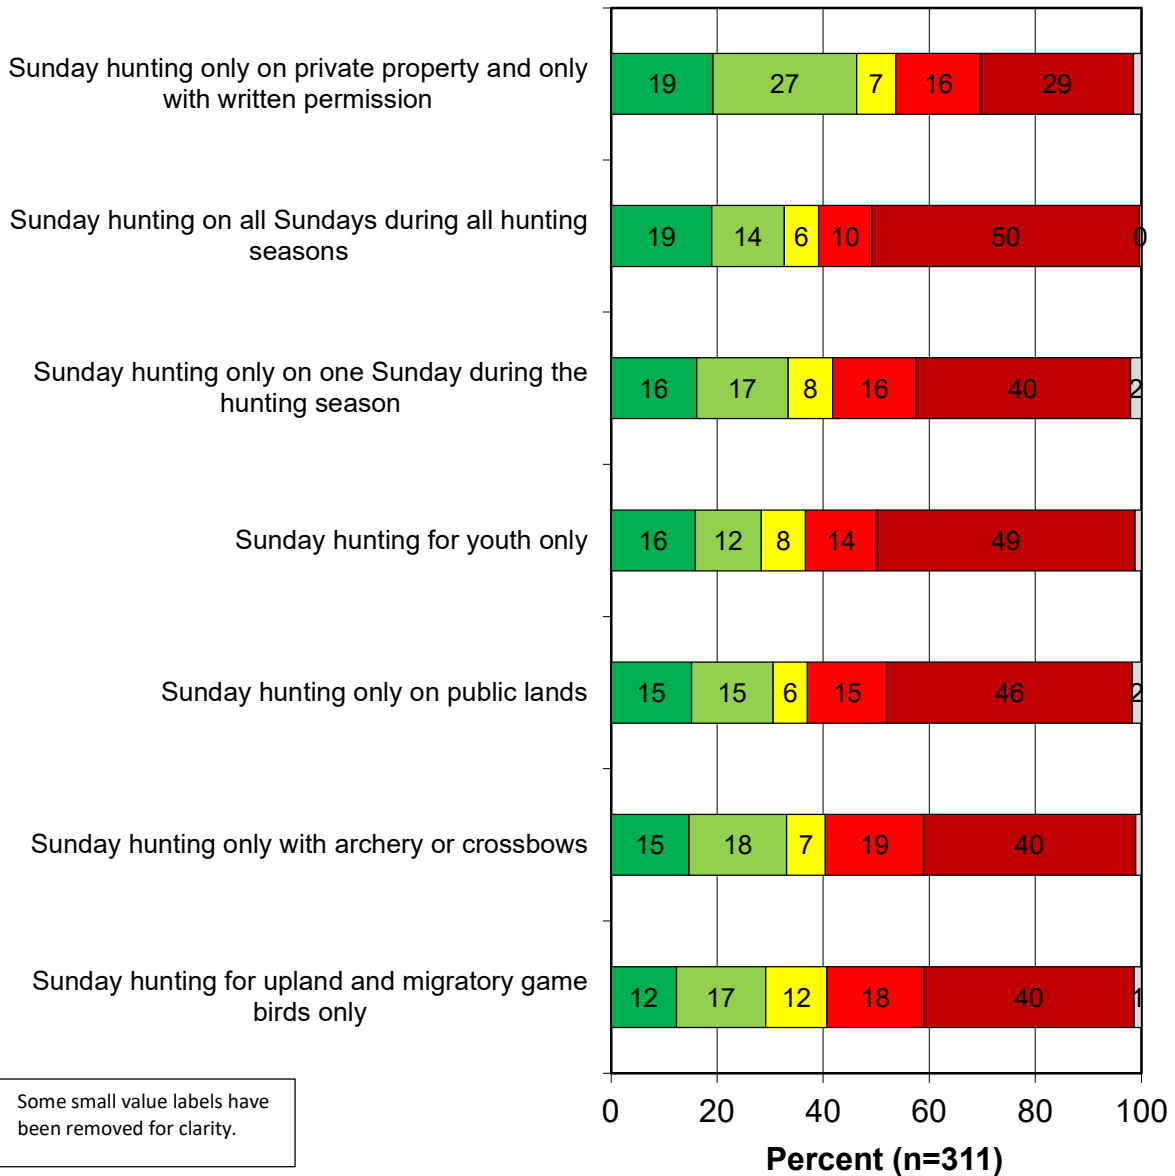 Sunday hunting only on private property and only
with written permission
19 27 7 16 29
Sunday hunting on all Sundays during all hunting
seasons
19 14 6 10 50 0
Sunday hunting only on one Sunday during the
hunting season
16 17 8 16 40 2
Sunday hunting for youth only
16 12 8 14 49
Sunday hunting only on public lands
15 15 6 15 46 2
Sunday hunting only with archery or crossbows
15 18 7 19 40
Sunday hunting for upland and migratory game
birds only
12 17 12 18 40 1
Some small value labels have
been removed for clarity.
0 20 40 60 80 100
Percent (n=311)